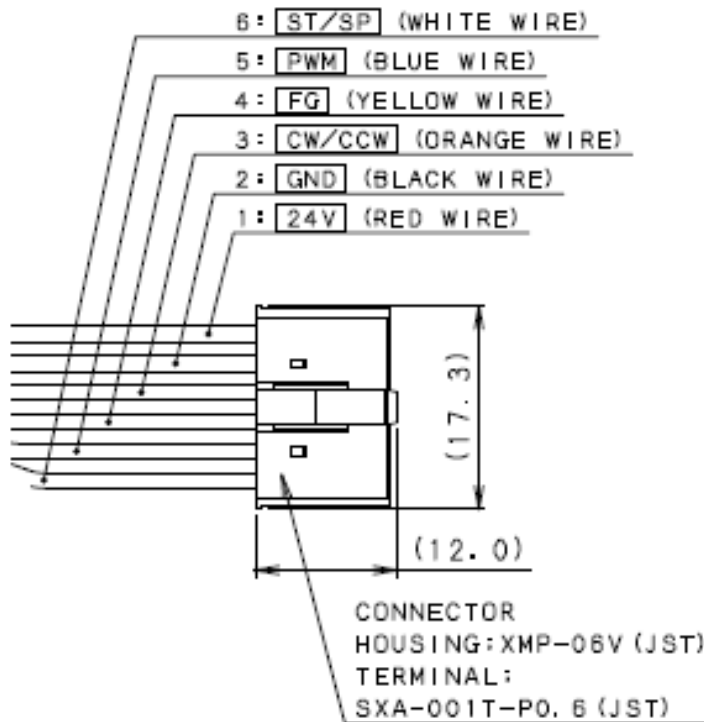 6: ST/SP (WHITE WIRE)
5: PWM (BLUE WIRE)
4: FG (YELLOW WIRE)
3: CW/CCW (ORANGE WIRE)
2: GND (BLACK WIRE)
1: 24V (RED WIRE)
(17.3)
(12.0)
CONNECTOR
HOUSING:XMP-06V (JST)
TERMINAL:
SXA-001T-P0.6 (JST)